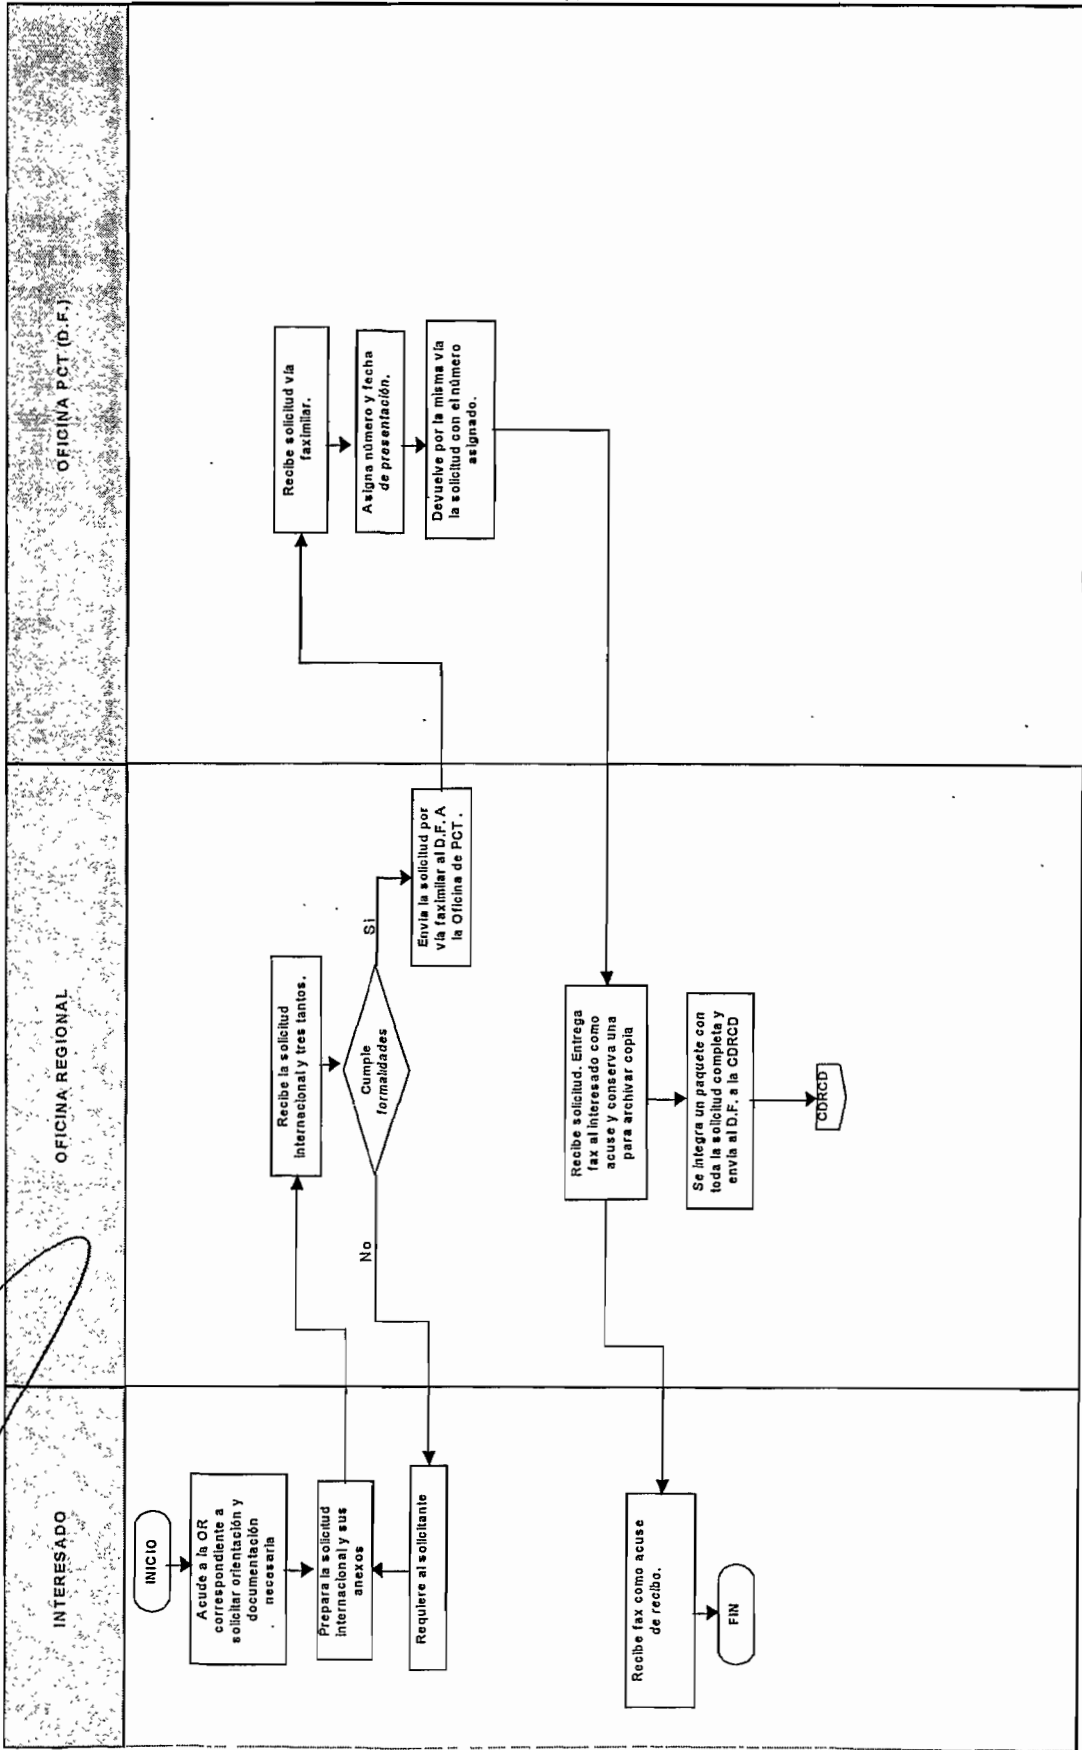 INTERESADO
OFICINA REGIONAL
OFICINA PCT (D.F.)
INICIO
Acude a la OR
correspondiente a
solicitar orientación y
documentación
necesaria
Prepara la solicitud
internacional y sus
anexos
Requiere al solicitante
Recibe la solicitud
internacional y tres tantos.
Cumple
formalidades
No
Sì
Envía la solicitud por
vía faximilar al D.F. A
la Oficina de PCT .
Recibe solicitud vía
faximilar.
Asigna número y fecha
de presentación.
Devuelve por la misma vía
la solicitud con el número
asignado.
Recibe solicitud. Entrega
fax al interesado como
acuse y conserva una
para archivar copia
Se integra un paquete con
toda la solicitud completa y
envía al D.F. a la CDRCD
CDRCD
Recibe fax como acuse
de recibo.
FIN